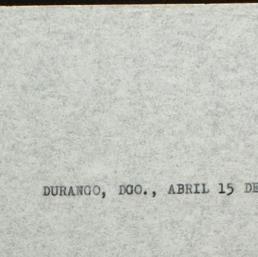 DURANGO, DGO., ABRIL 15 DE